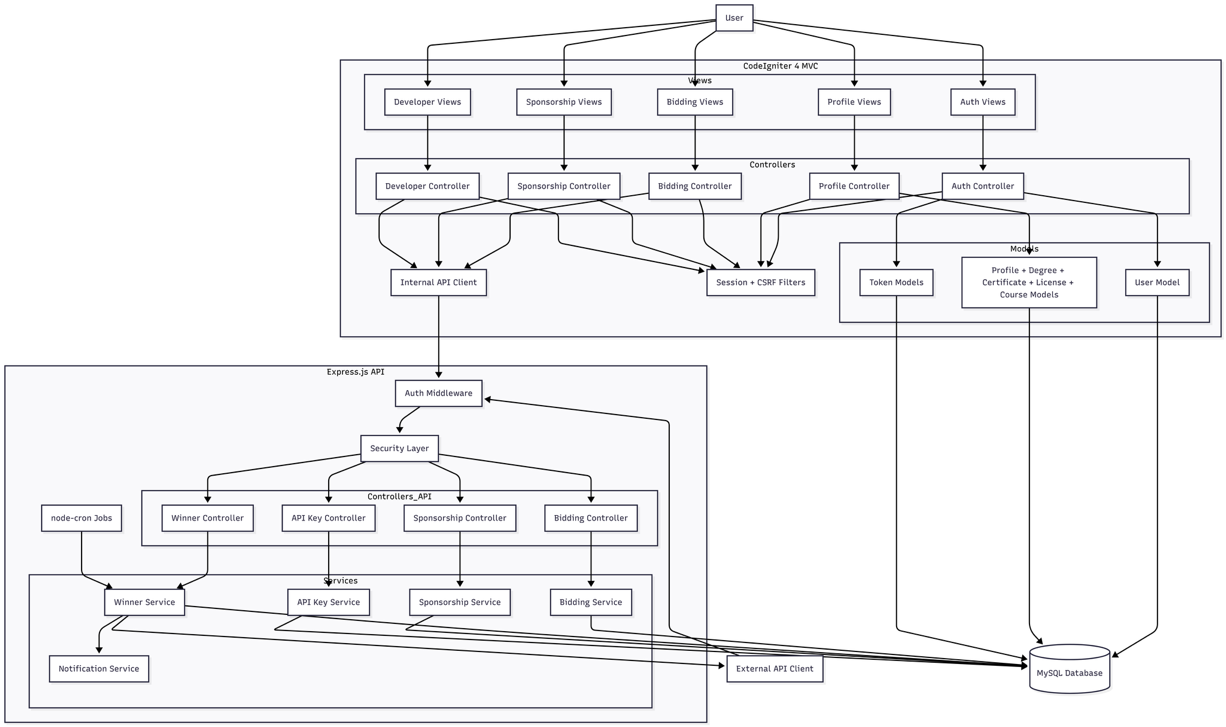 User
CodeIgniter 4 MVC
Views
Developer Views
Sponsorship Views
Bidding Views
Profile Views
Auth Views
Controllers
Developer Controller
Sponsorship Controller
Bidding Controller
Profile Controller
Auth Controller
Models
Internal API Client
Session + CSRF Filters
Token Models
Profile + Degree +
Certificate + License +
Course Models
User Model
Express.js API
Auth Middleware
Security Layer
Controllers_API
node-cron Jobs
Winner Controller
API Key Controller
Sponsorship Controller
Bidding Controller
Services
Winner Service
API Key Service
Sponsorship Service
Bidding Service
Notification Service
External API Client
MySQL Database